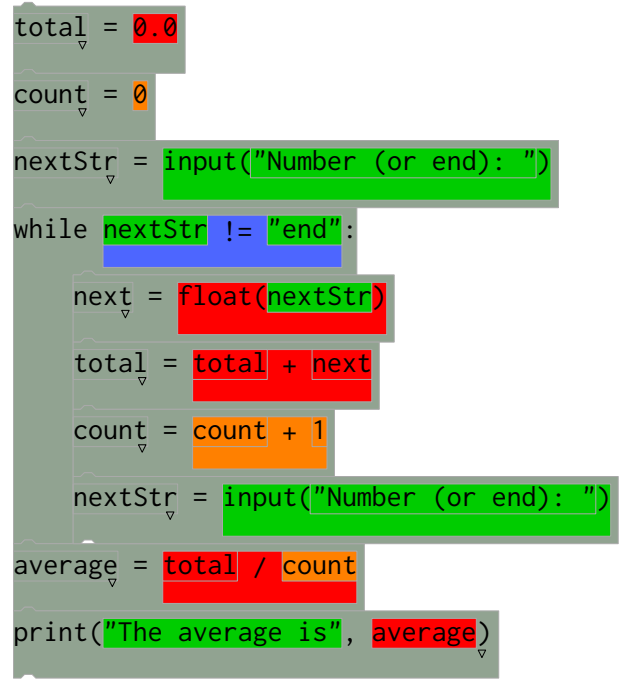 total = 0.0
count = 0
nextStr = input("Number (or end): ")
while nextStr != "end":
    next = float(nextStr)
    total = total + next
    count = count + 1
    nextStr = input("Number (or end): ")
average = total / count
print("The average is", average)